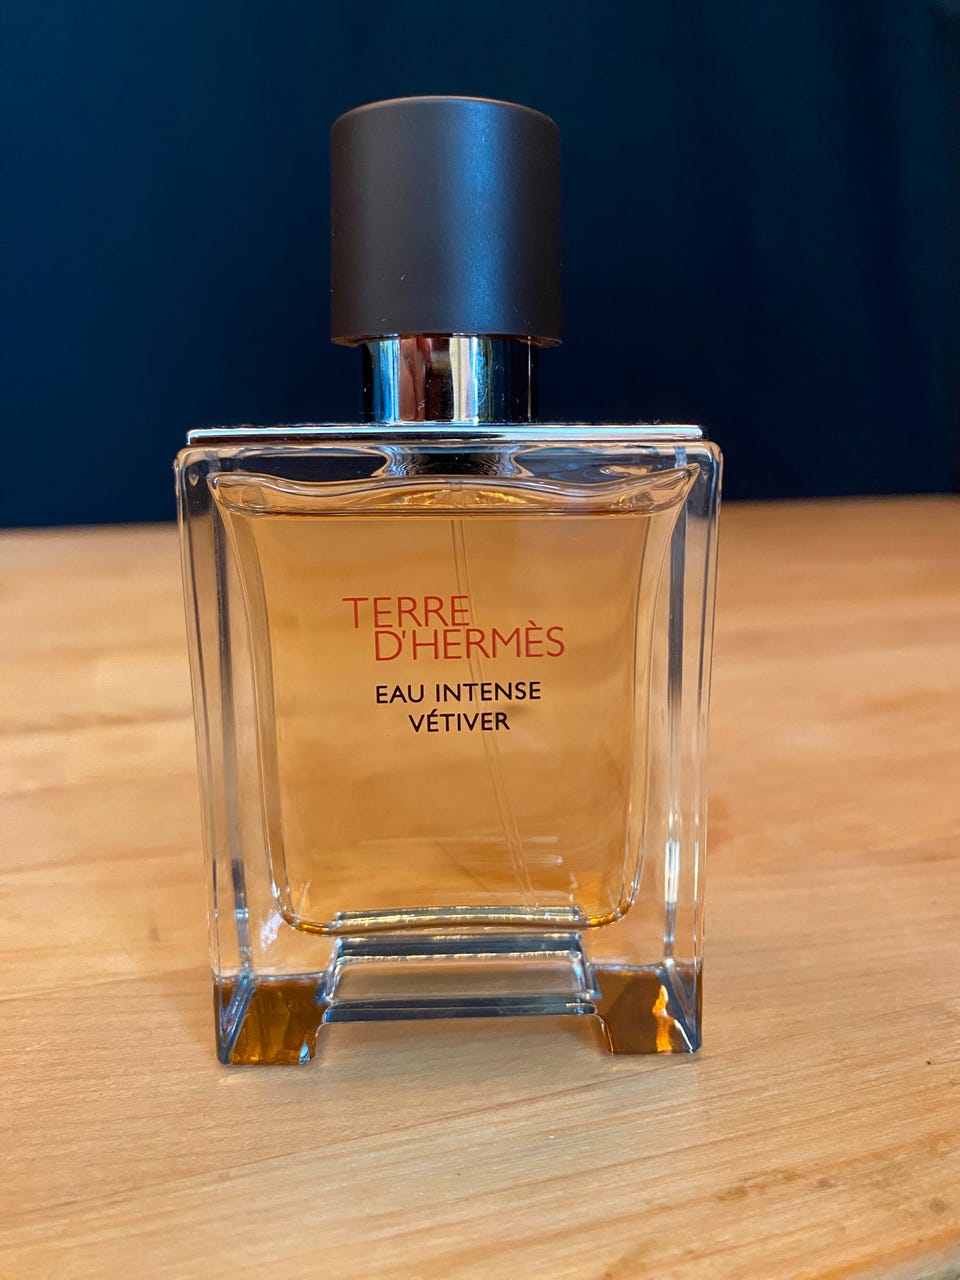 TERRE
D'HERMÈS
EAU INTENSE
VÉTIVER